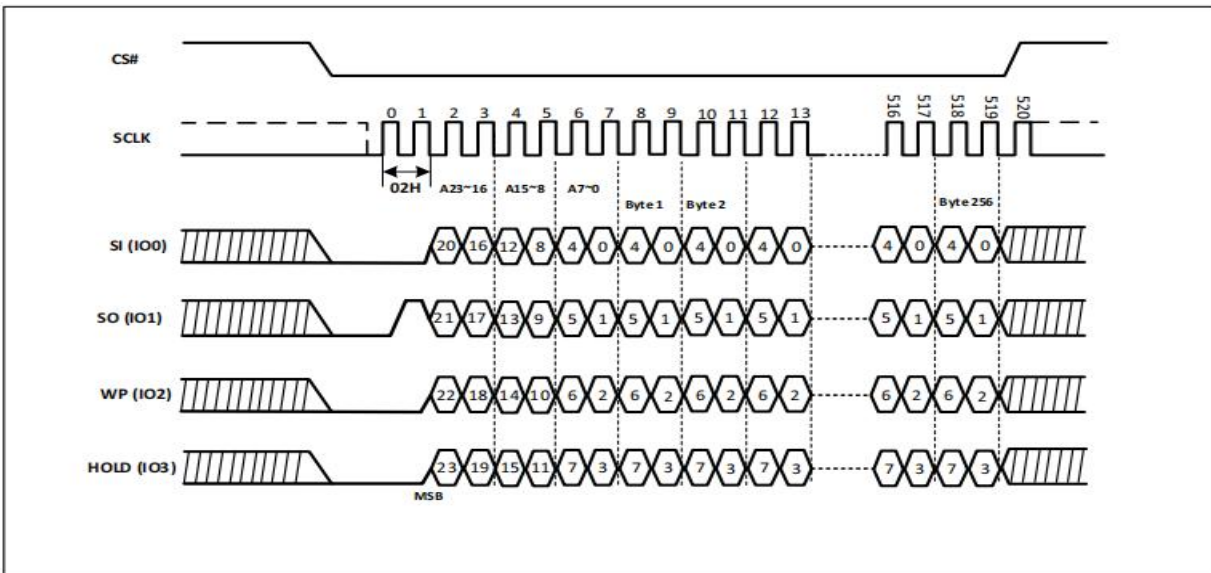 CS#
SCLK
0 1 2 3 4 5 6 7 8 9 10 11 12 13 516 517 518 519 520
02H A23~16 A15~8 A7~0
Byte 1 Byte 2 Byte 256
SI (IO0) 20 16 12 8 4 0 4 0 4 0 4 0 4 0 4 0
SO (IO1) 21 17 13 9 5 1 5 1 5 1 5 1 5 1 5 1
WP (IO2) 22 18 14 10 6 2 6 2 6 2 6 2 6 2 6 2
HOLD (IO3) 23 19 15 11 7 3 7 3 7 3 7 3 7 3 7 3
MSB